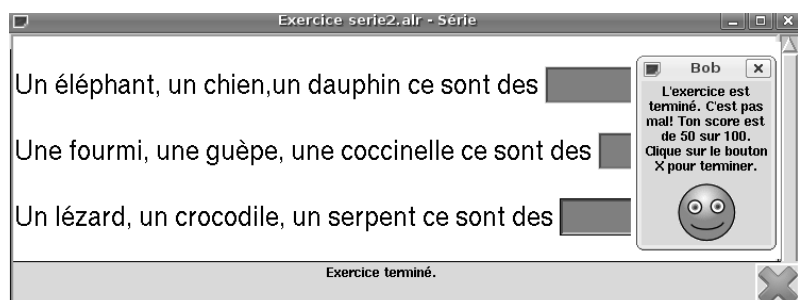 Exercice serie2.alr - Série
Un éléphant, un chien,un dauphin ce sont des
Une fourmi, une guèpe, une coccinelle ce sont des
Un lézard, un crocodile, un serpent ce sont des
Bob
L'exercice est
terminé. C'est pas
mal! Ton score est
de 50 sur 100.
Clique sur le bouton
X pour terminer.
Exercice terminé.